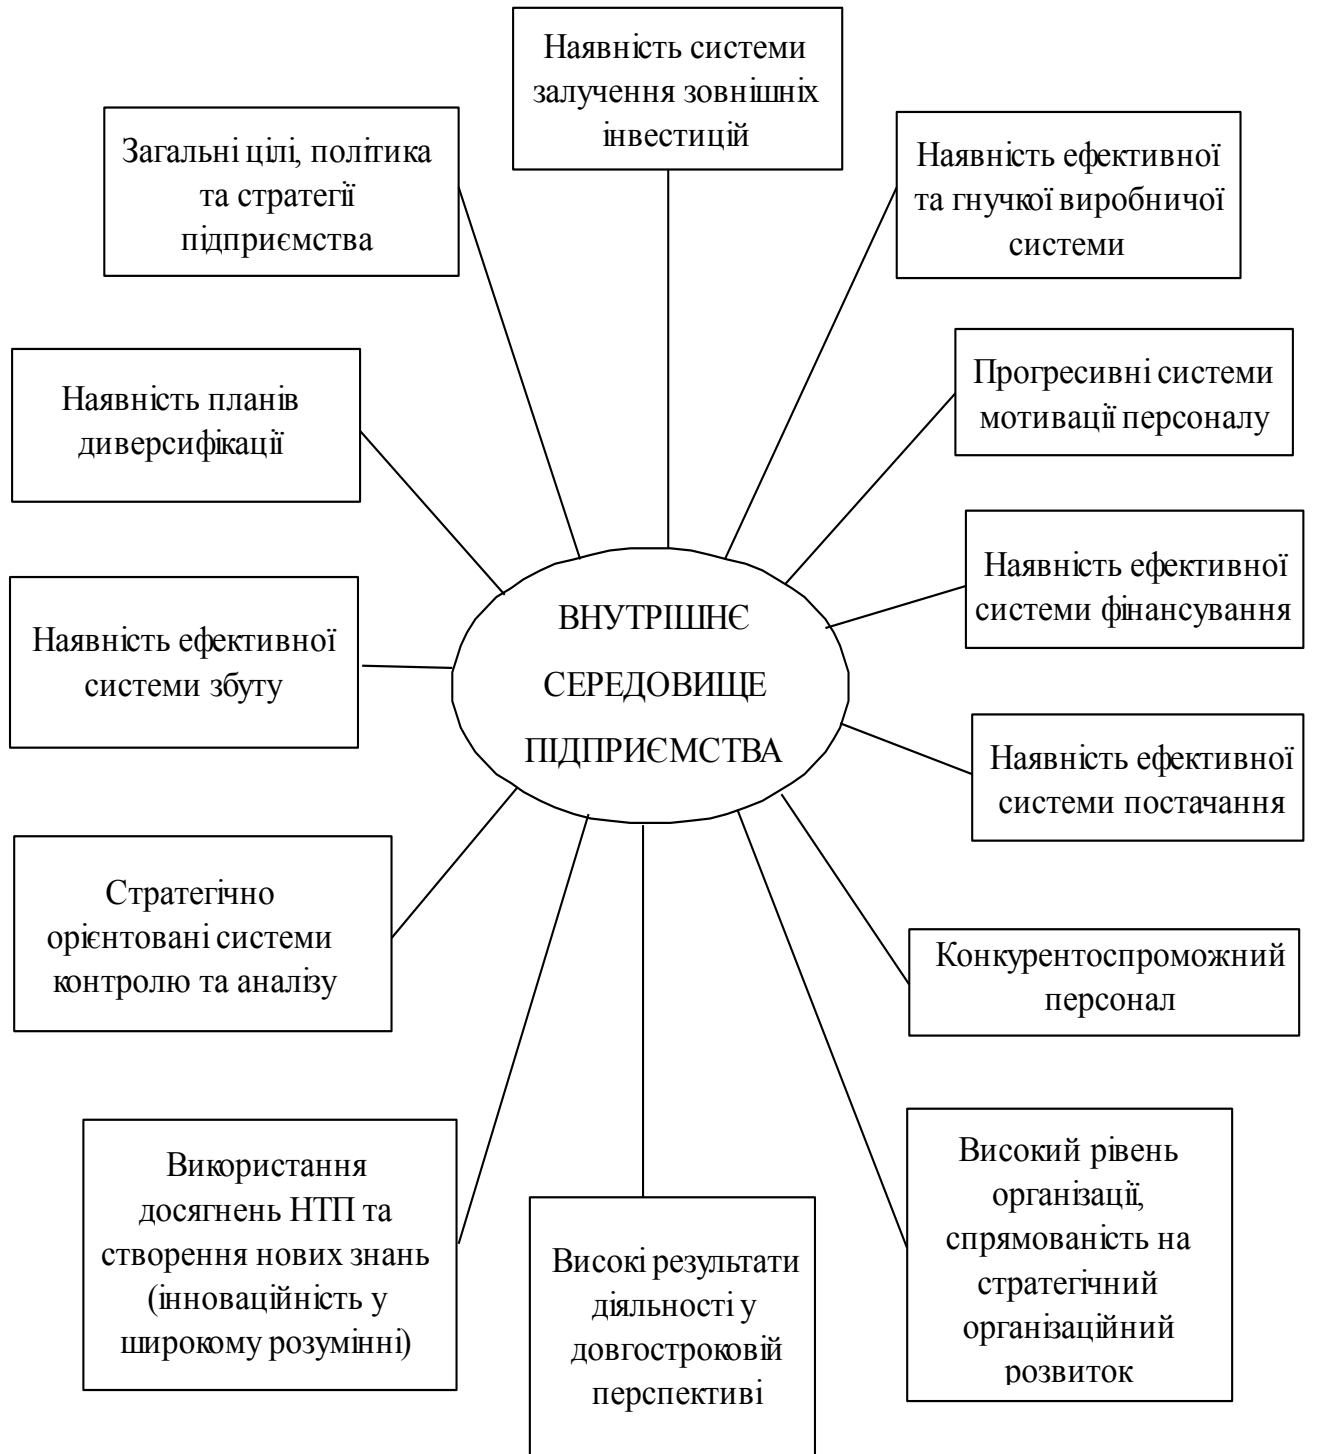 Наявність системи
залучення зовнішніх
інвестицій
Загальні цілі, політика
та стратегії
підприємства
Наявність ефективної
та гнучкої виробничої
системи
Наявність планів
диверсифікації
Прогресивні системи
мотивації персоналу
Наявність ефективної
системи фінансування
Наявність ефективної
системи збуту
ВНУТРІШНЄ
СЕРЕДОВИЩЕ
ПІДПРИЄМСТВА
Наявність ефективної
системи постачання
Стратегічно
орієнтовані системи
контролю та аналізу
Конкурентоспроможний
персонал
Використання
досягнень НТП та
створення нових знань
(інноваційність у
широкому розумінні)
Високі результати
діяльності у
довгостроковій
перспективі
Високий рівень
організації,
спрямованість на
стратегічний
організаційний
розвиток